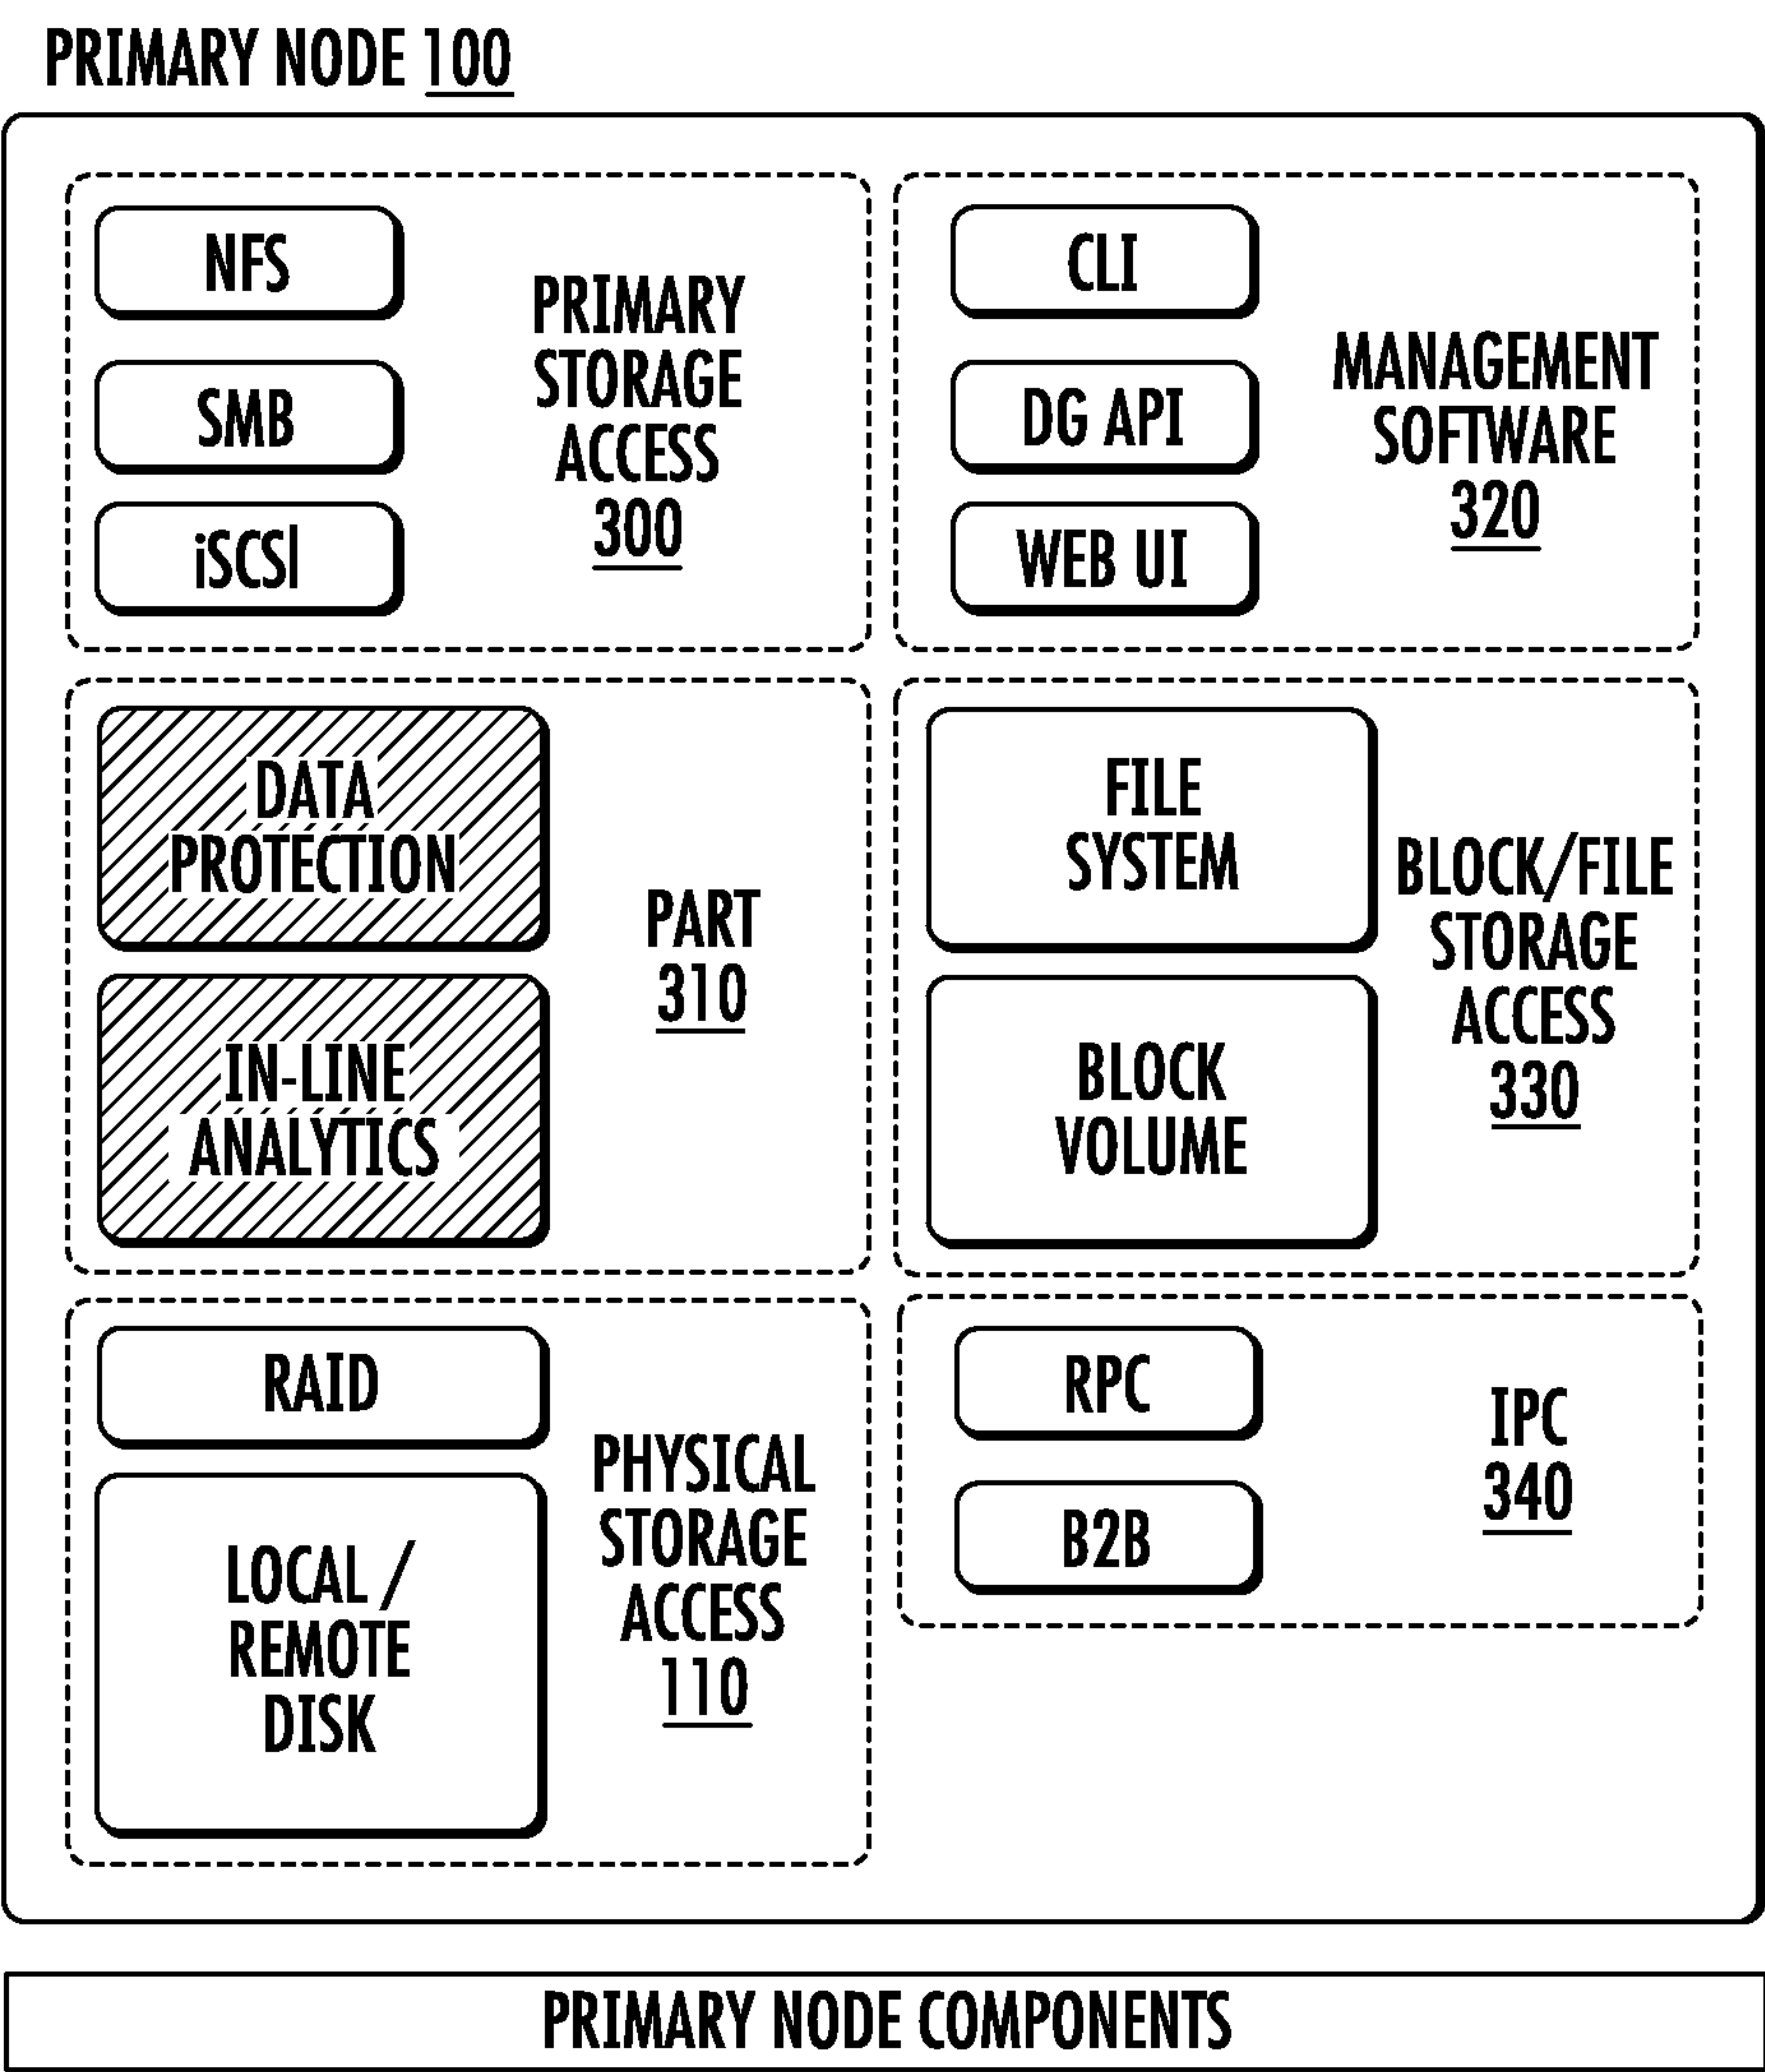 PRIMARY NODE 100
NFS
SMB
iSCSI
PRIMARY
STORAGE
ACCESS
300
CLI
DG API
WEB UI
MANAGEMENT
SOFTWARE
320
DATA
PROTECTION
IN-LINE
ANALYTICS
PART
310
FILE
SYSTEM
BLOCK
VOLUME
BLOCK/FILE
STORAGE
ACCESS
330
RAID
LOCAL /
REMOTE
DISK
PHYSICAL
STORAGE
ACCESS
110
RPC
B2B
IPC
340
PRIMARY NODE COMPONENTS